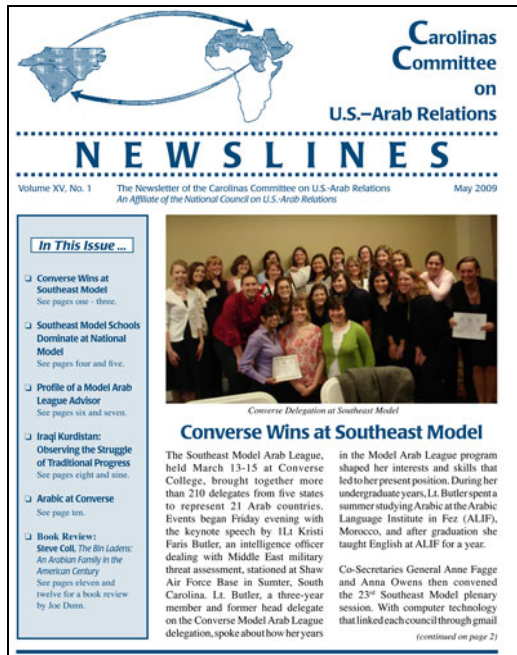 Carolinas
Committee
on
U.S.–Arab Relations
NEWSLINES
Volume XV, No. 1
The Newsletter of the Carolinas Committee on U.S.-Arab Relations
May 2009
An Affiliate of the National Council on U.S.-Arab Relations
In This Issue ...
❏ Converse Wins at
Southeast Model
See pages one - three.
❏ Southeast Model Schools
Dominate at National
Model
See pages four and five.
❏ Profile of a Model Arab
League Advisor
See pages six and seven.
❏ Iraqi Kurdistan:
Observing the Struggle
of Traditional Progress
See pages eight and nine.
❏ Arabic at Converse
See page ten.
❏ Book Review:
Steve Coll, The Bin Ladens:
An Arabian Family in the
American Century
See pages eleven and
twelve for a book review
by Joe Dunn.
Converse Delegation at Southeast Model
Converse Wins at Southeast Model
The Southeast Model Arab League,
held March 13-15 at Converse
College, brought together more
than 210 delegates from five states
to represent 21 Arab countries.
Events began Friday evening with
the keynote speech by 1Lt Kristi
Faris Butler, an intelligence officer
dealing with Middle East military
threat assessment, stationed at Shaw
Air Force Base in Sumter, South
Carolina. Lt. Butler, a three-year
member and former head delegate
on the Converse Model Arab League
delegation, spoke about how her years
in the Model Arab League program
shaped her interests and skills that
led to her present position. During her
undergraduate years, Lt. Butler spent a
summer studying Arabic at the Arabic
Language Institute in Fez (ALIF),
Morocco, and after graduation she
taught English at ALIF for a year.
Co-Secretaries General Anne Fagge
and Anna Owens then convened
the 23rd Southeast Model plenary
session. With computer technology
that linked each council through gmail
(continued on page 2)